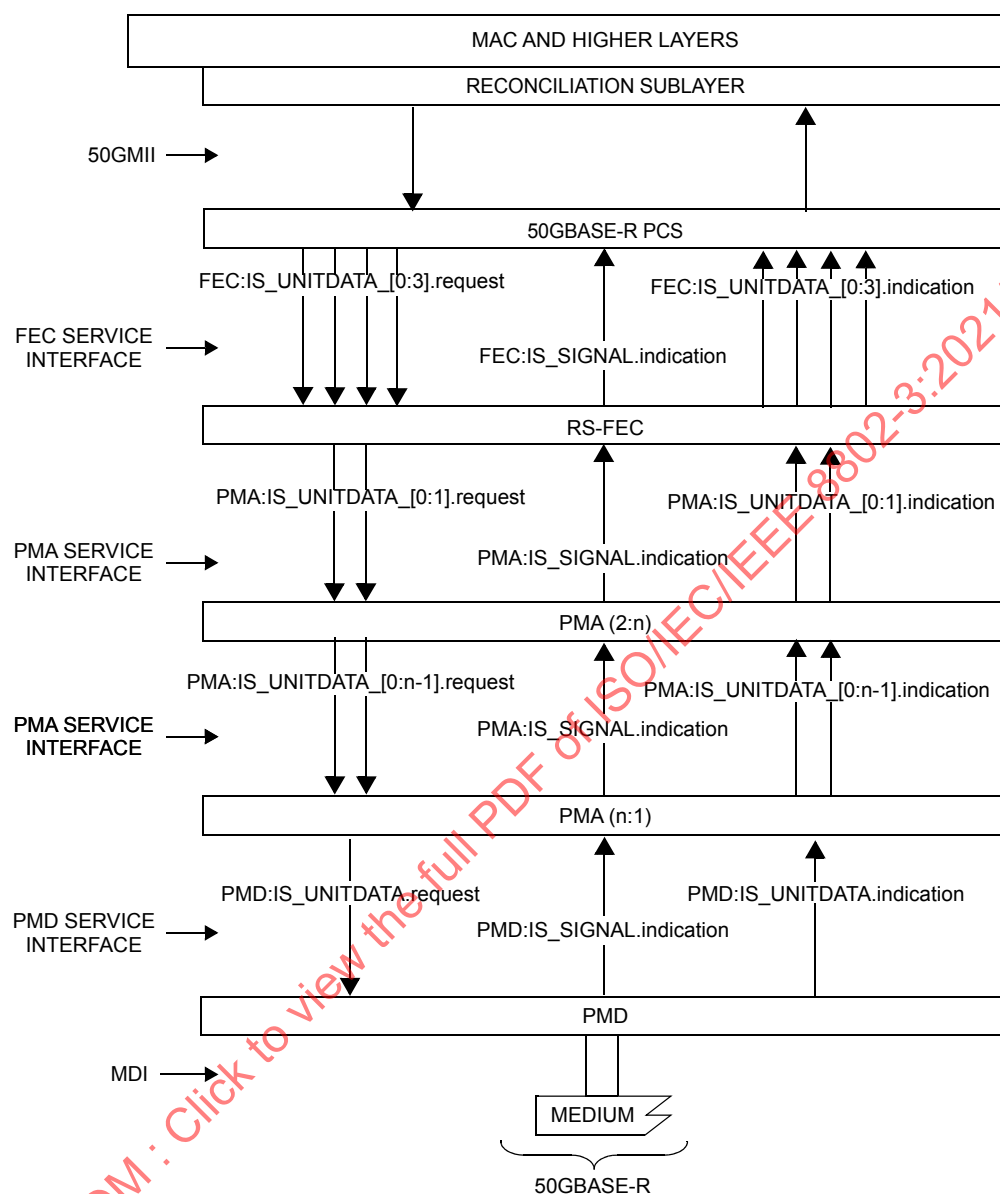 MAC AND HIGHER LAYERS
RECONCILIATION SUBLAYER
50GMII
50GBASE-R PCS
FEC:IS_UNITDATA_[0:3].request
FEC:IS_UNITDATA_[0:3].indication
FEC SERVICE
INTERFACE
FEC:IS_SIGNAL.indication
RS-FEC
PMA:IS_UNITDATA_[0:1].request
PMA:IS_UNITDATA_[0:1].indication
PMA SERVICE
INTERFACE
PMA:IS_SIGNAL.indication
PMA (2:n)
PMA:IS_UNITDATA_[0:n-1].request
PMA:IS_UNITDATA_[0:n-1].indication
PMA SERVICE
INTERFACE
PMA:IS_SIGNAL.indication
PMA (n:1)
PMD:IS_UNITDATA.request
PMD:IS_UNITDATA.indication
PMD SERVICE
INTERFACE
PMD:IS_SIGNAL.indication
PMD
MDI
MEDIUM
50GBASE-R
OM : Click to view the full PDF of ISO/IEC/IEEE 8802-3:2021